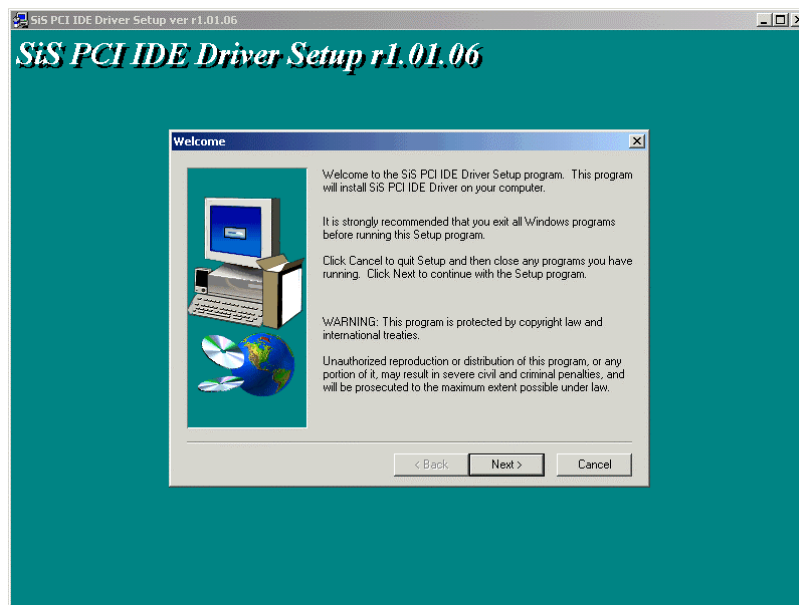 SiS PCI IDE Driver Setup ver r1.01.06
SiS PCI IDE Driver Setup r1.01.06
Welcome
Welcome to the SiS PCI IDE Driver Setup program. This program
will install SiS PCI IDE Driver on your computer.
It is strongly recommended that you exit all Windows programs
before running this Setup program.
Click Cancel to quit Setup and then close any programs you have
running. Click Next to continue with the Setup program.
WARNING: This program is protected by copyright law and
international treaties.
Unauthorized reproduction or distribution of this program, or any
portion of it, may result in severe civil and criminal penalties, and
will be prosecuted to the maximum extent possible under law.
< Back Next > Cancel